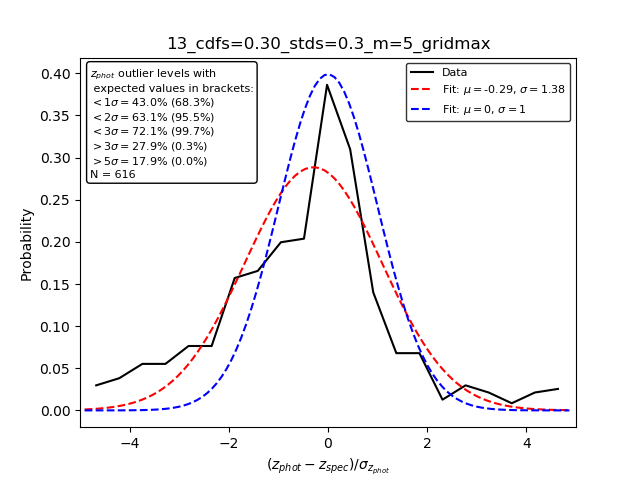 13_cdfs=0.30_stds=0.3_m=5_gridmax
z_phot outlier levels with
expected values in brackets:
< 1σ = 43.0% (68.3%)
< 2σ = 63.1% (95.5%)
< 3σ = 72.1% (99.7%)
> 3σ = 27.9% (0.3%)
> 5σ = 17.9% (0.0%)
N = 616
Data
Fit: μ = -0.29, σ = 1.38
Fit: μ = 0, σ = 1
0.40
0.35
0.30
0.25
0.20
0.15
0.10
0.05
0.00
Probability
−4 −2 0 2 4
(z_phot − z_spec)/σ_z_phot